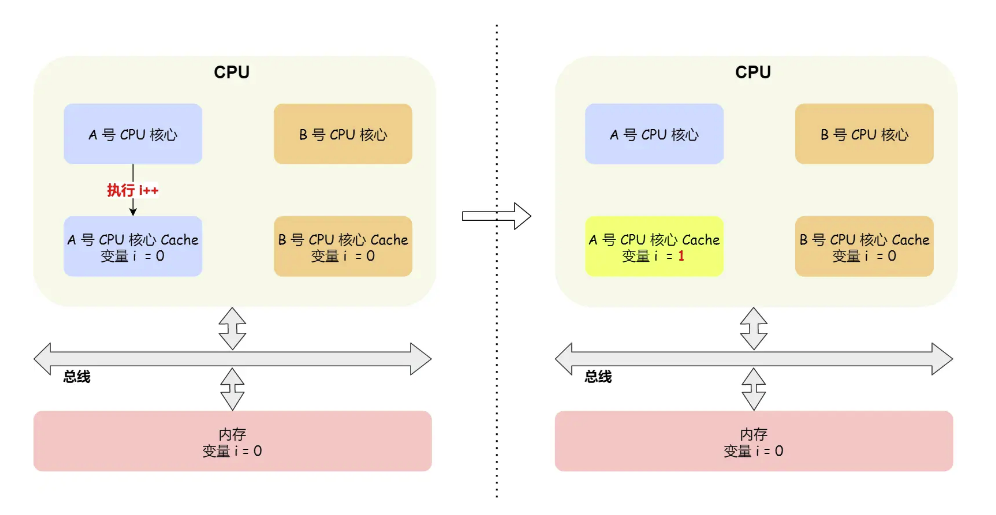 CPU
A 号 CPU 核心
B 号 CPU 核心
执行 i++
A 号 CPU 核心 Cache
变量 i = 0
B 号 CPU 核心 Cache
变量 i = 0
总线
内存
变量 i = 0
CPU
A 号 CPU 核心
B 号 CPU 核心
A 号 CPU 核心 Cache
变量 i = 1
B 号 CPU 核心 Cache
变量 i = 0
总线
内存
变量 i = 0